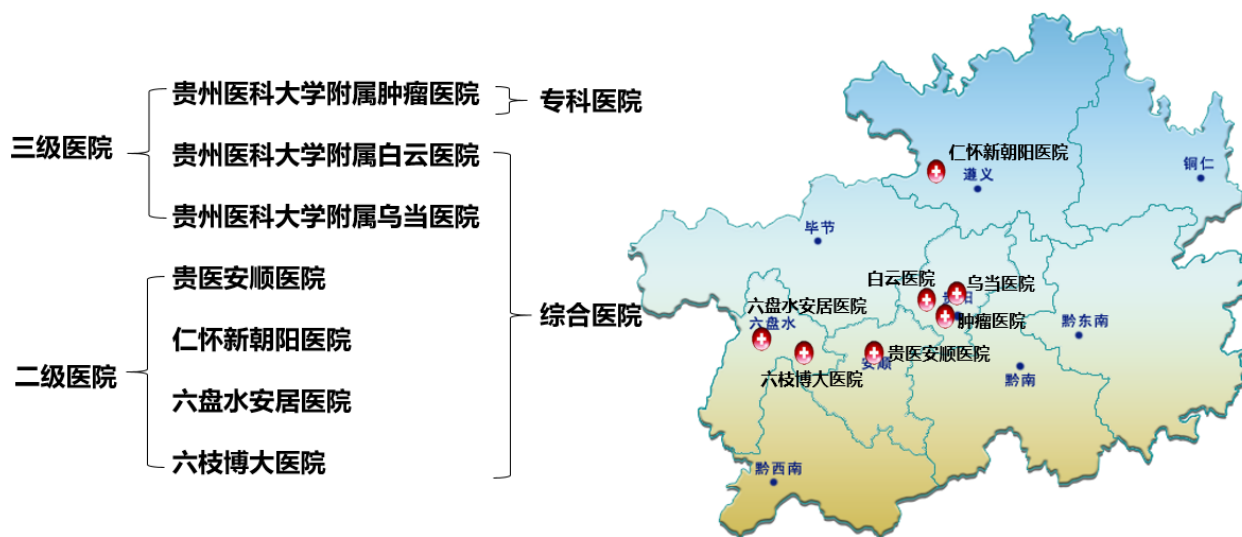 贵州医科大学附属肿瘤医院
专科医院
三级医院
贵州医科大学附属白云医院
贵州医科大学附属乌当医院
贵医安顺医院
综合医院
仁怀新朝阳医院
二级医院
六盘水安居医院
六枝博大医院
仁怀新朝阳医院
遵义
铜仁
毕节
白云医院
乌当医院
六盘水安居医院
六盘水
肿瘤医院
黔东南
贵医安顺医院
安顺
六枝博大医院
黔南
黔西南